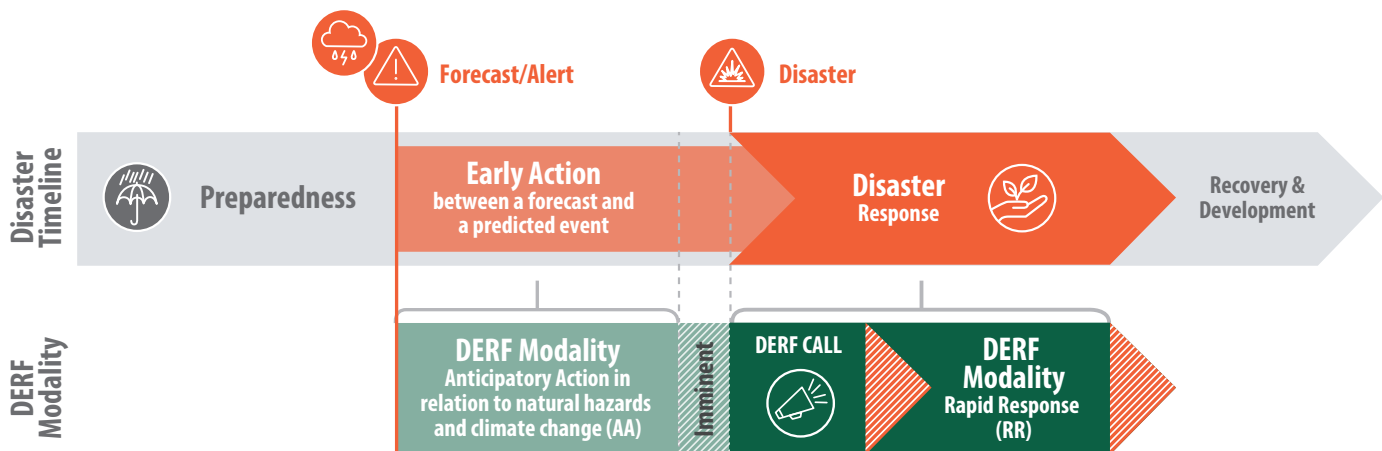 Forecast/Alert
Disaster
Disaster
Timeline
Preparedness
Early Action
between a forecast and
a predicted event
Disaster
Response
Recovery &
Development
DERF
Modality
DERF Modality
Anticipatory Action in
relation to natural hazards
and climate change (AA)
Imminent
DERF CALL
DERF
Modality
Rapid Response
(RR)